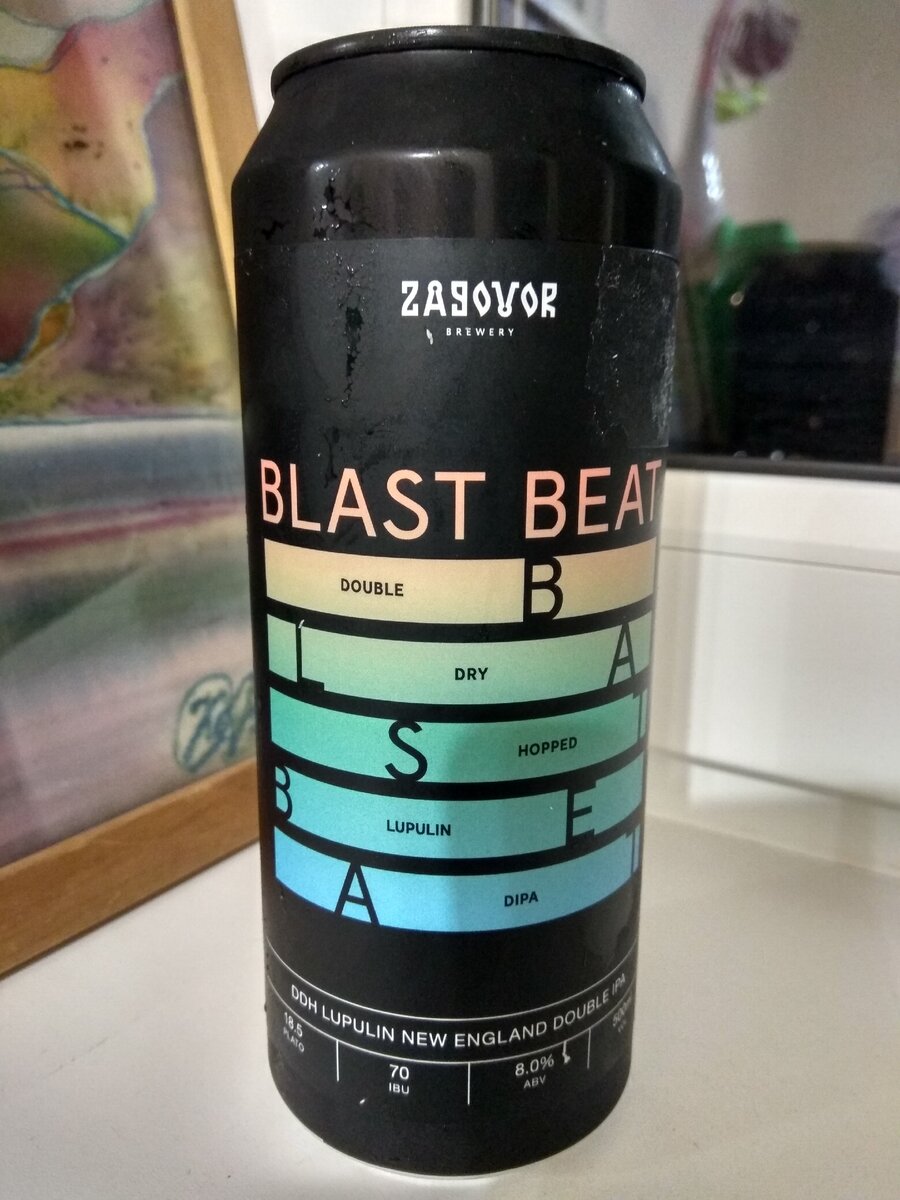 ZAGOVOR
BREWERY
BLAST BEAT
DOUBLE B
L DRY A
S HOPPED T
B LUPULIN E
A DIPA T
DDH LUPULIN NEW ENGLAND DOUBLE IPA
18.5 70 8.0%
PLATO IBU ABV